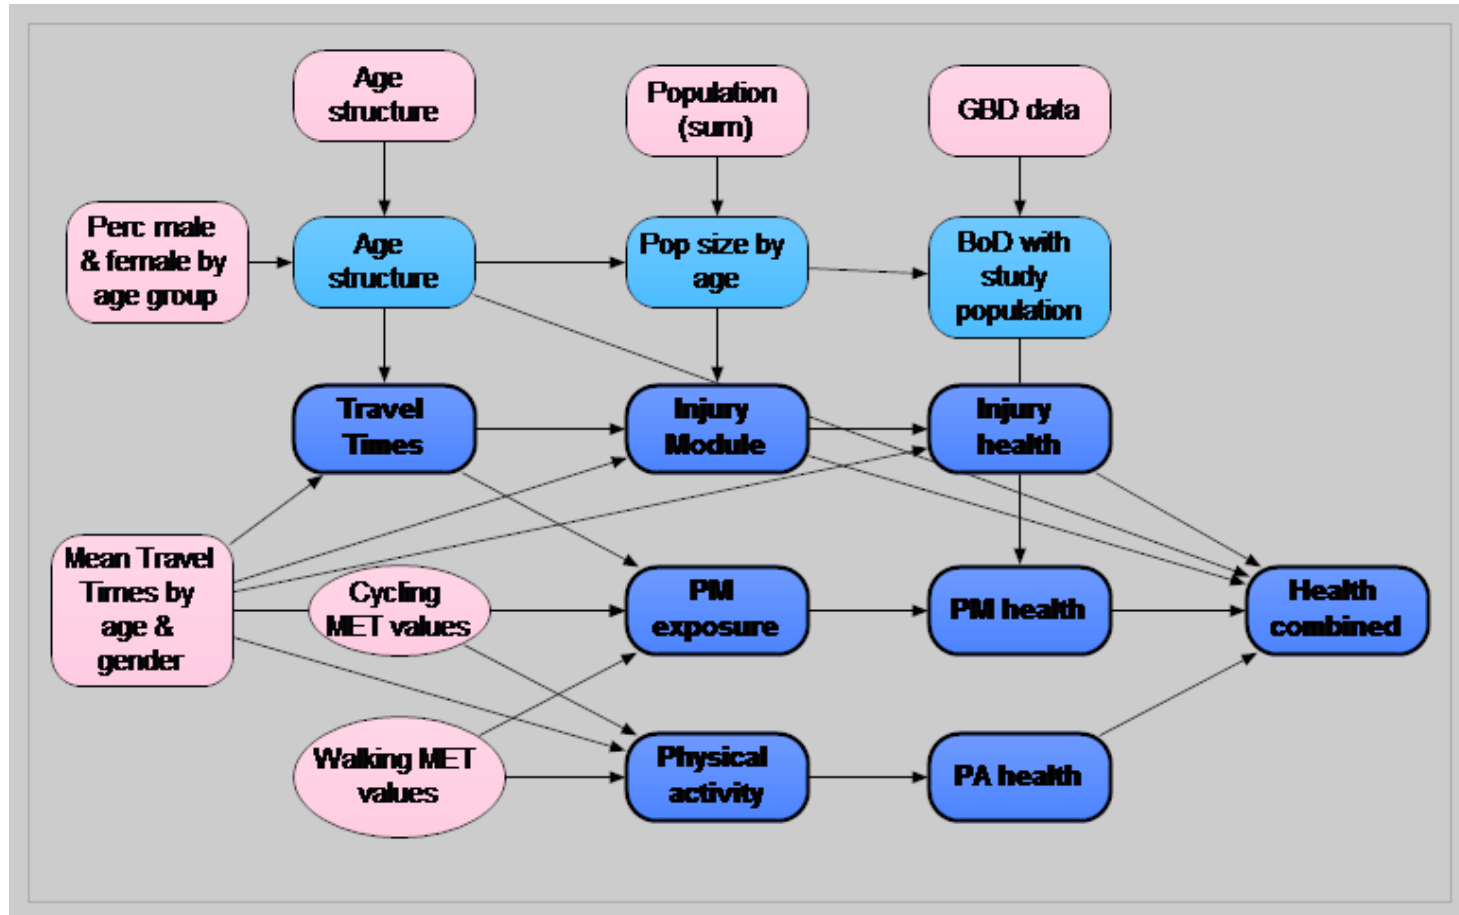 Age
structure
Population
(sum)
GBD data
Perc male
& female by
age group
Age
structure
Pop size by
age
BoD with
study
population
Travel
Times
Injury
Module
Injury
health
Mean Travel
Times by
age &
gender
Cycling
MET values
PM
exposure
PM health
Health
combined
Walking MET
values
Physical
activity
PA health